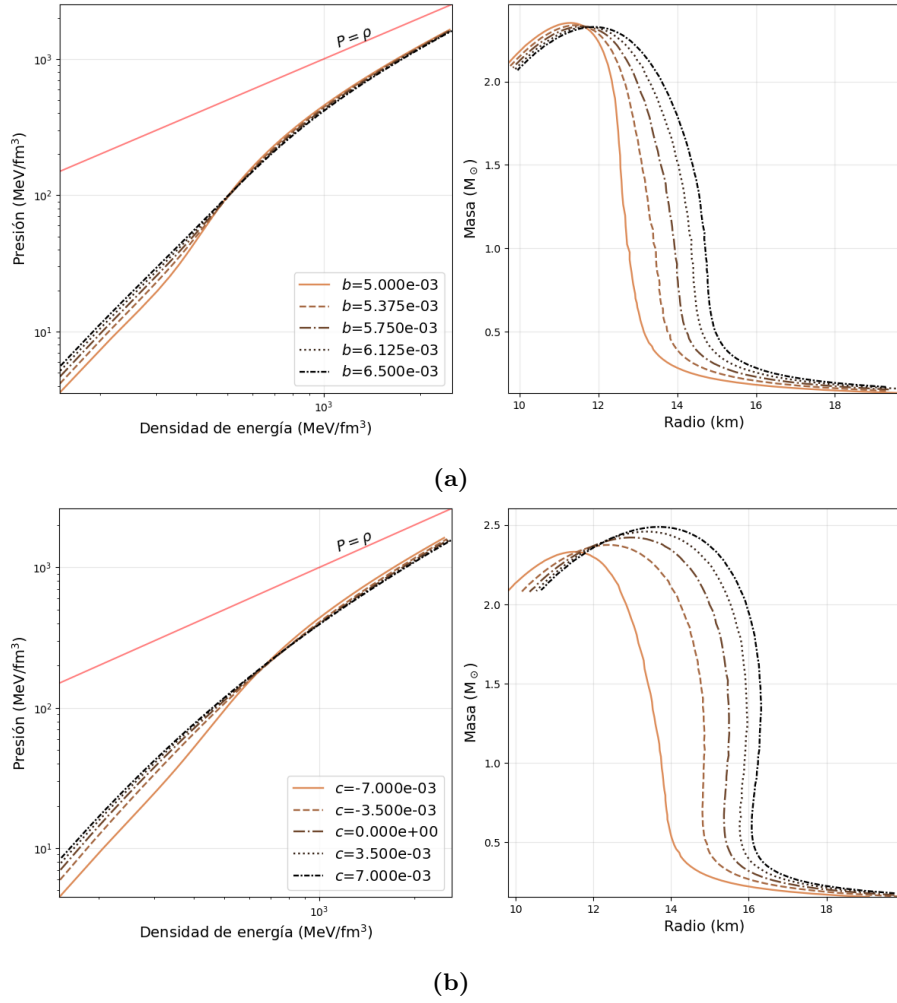 P = ρ
Presión (MeV/fm³)
10³
10²
10¹
b=5.000e-03
b=5.375e-03
b=5.750e-03
b=6.125e-03
b=6.500e-03
10³
Densidad de energía (MeV/fm³)
Masa (M⊙)
2.0
1.5
1.0
0.5
10 12 14 16 18
Radio (km)
(a)
P = ρ
Presión (MeV/fm³)
10³
10²
10¹
c=-7.000e-03
c=-3.500e-03
c=0.000e+00
c=3.500e-03
c=7.000e-03
10³
Densidad de energía (MeV/fm³)
Masa (M⊙)
2.5
2.0
1.5
1.0
0.5
10 12 14 16 18
Radio (km)
(b)